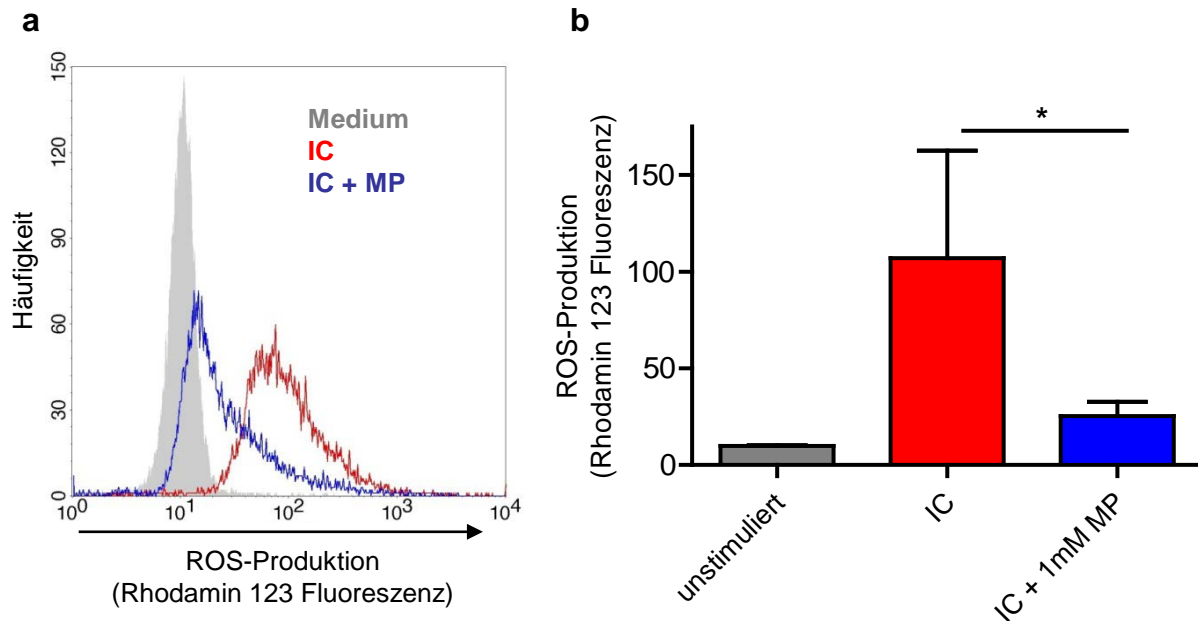 a
150
120
90
60
30
0
Häufigkeit
Medium
IC
IC + MP
10^0
10^1
10^2
10^3
10^4
ROS-Produktion
(Rhodamin 123 Fluoreszenz)
b
ROS-Produktion
(Rhodamin 123 Fluoreszenz)
150
100
50
0
*
unstimuliert
IC
IC + 1mM MP